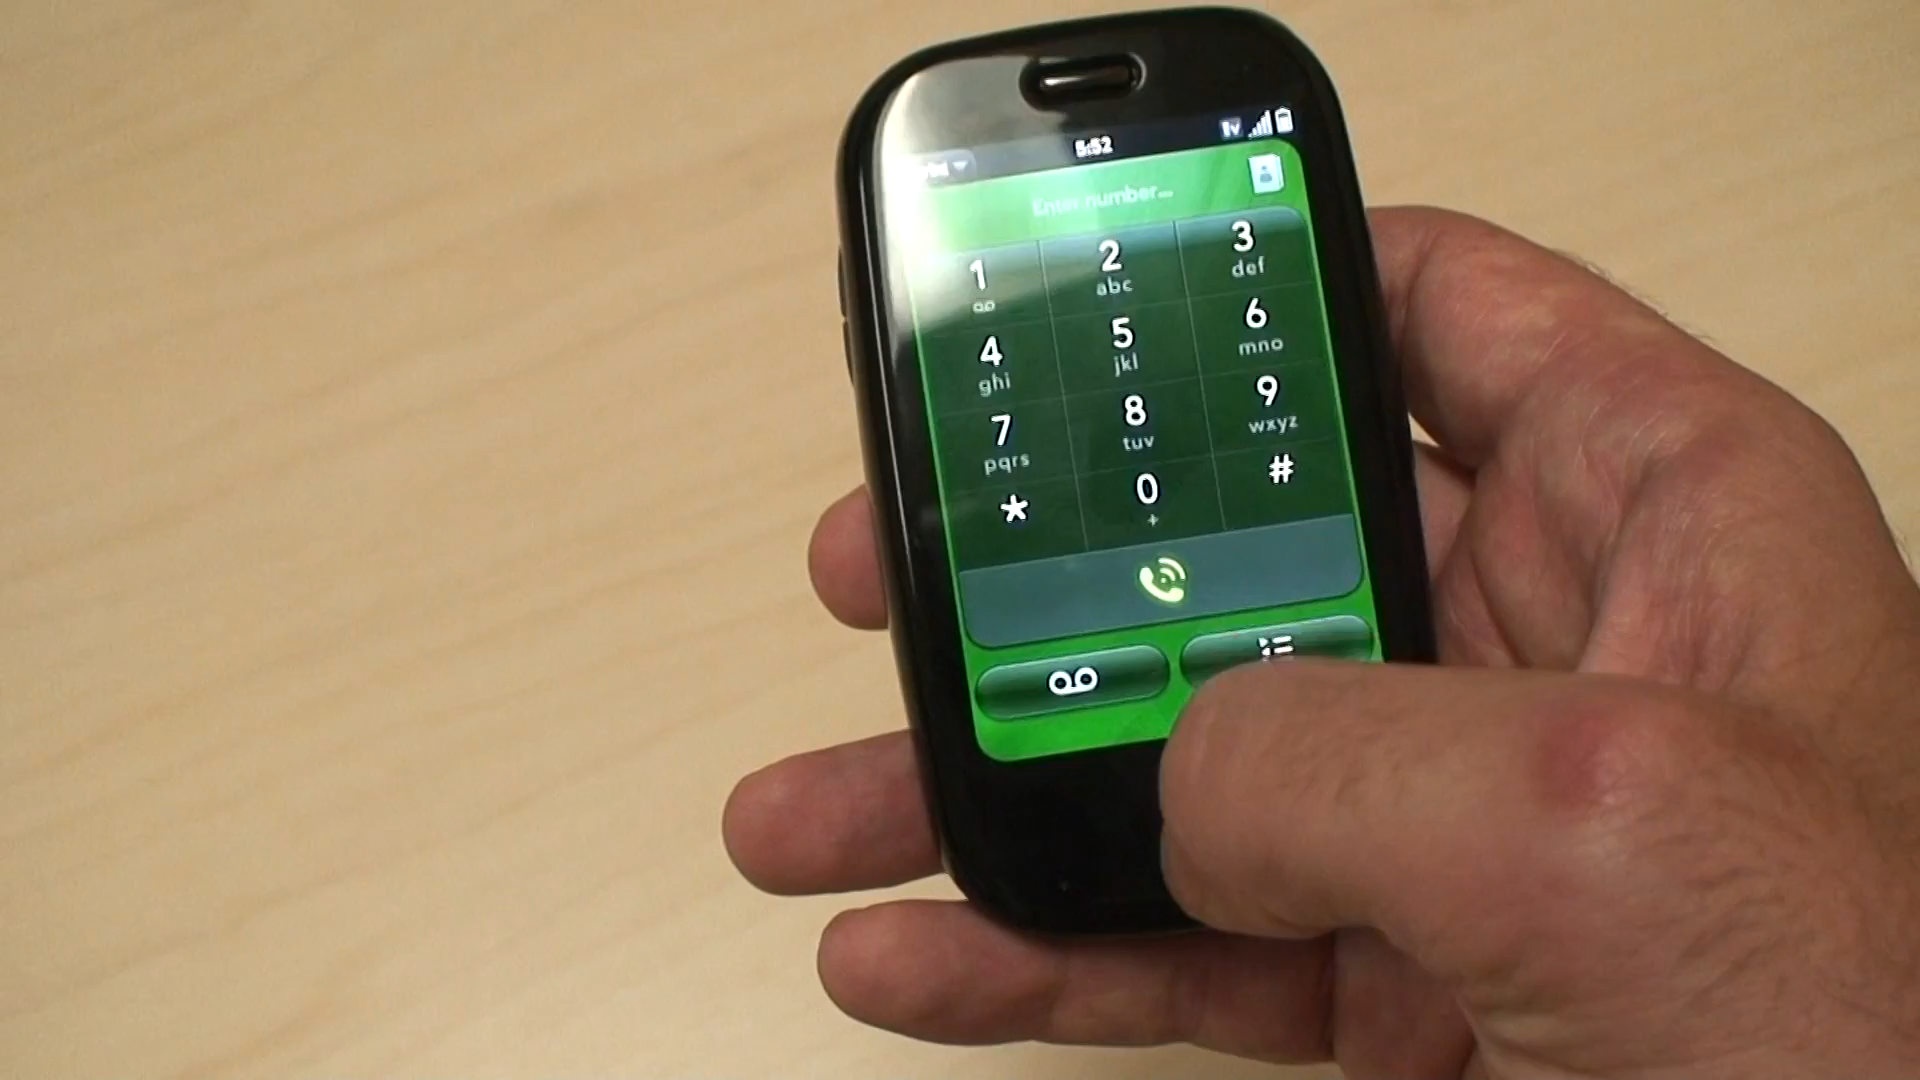 5:52
Enter number...
1 2 3
abc def
4 5 6
ghi jkl mno
7 8 9
pqrs tuv wxyz
* 0 #
+